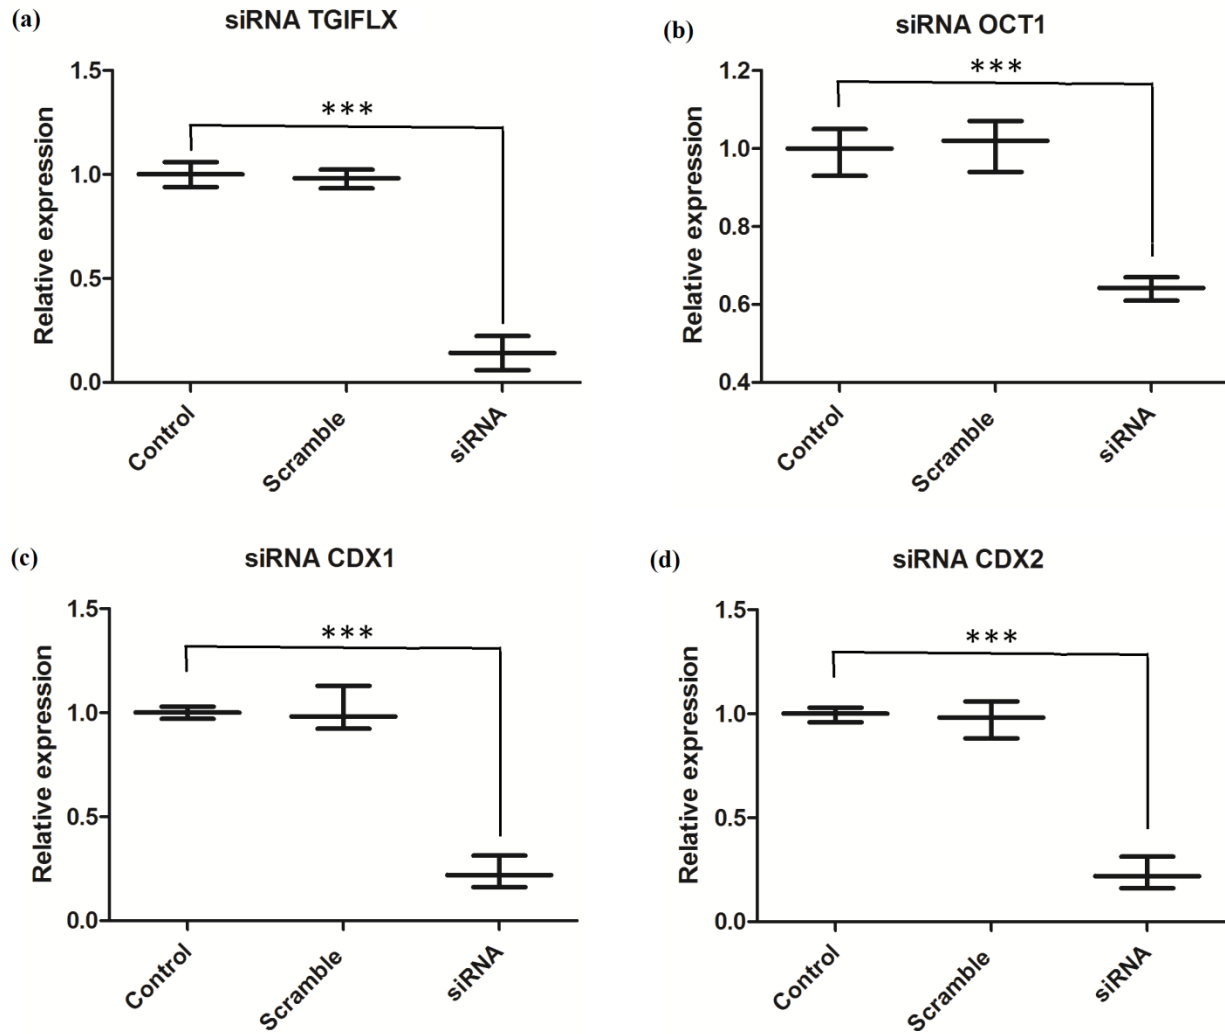 (a)
siRNA TGIFLX
Relative expression
1.5
1.0
0.5
0.0
***
Control
Scramble
siRNA
(b)
siRNA OCT1
Relative expression
1.2
1.0
0.8
0.6
0.4
***
Control
Scramble
siRNA
(c)
siRNA CDX1
Relative expression
1.5
1.0
0.5
0.0
***
Control
Scramble
siRNA
(d)
siRNA CDX2
Relative expression
1.5
1.0
0.5
0.0
***
Control
Scramble
siRNA